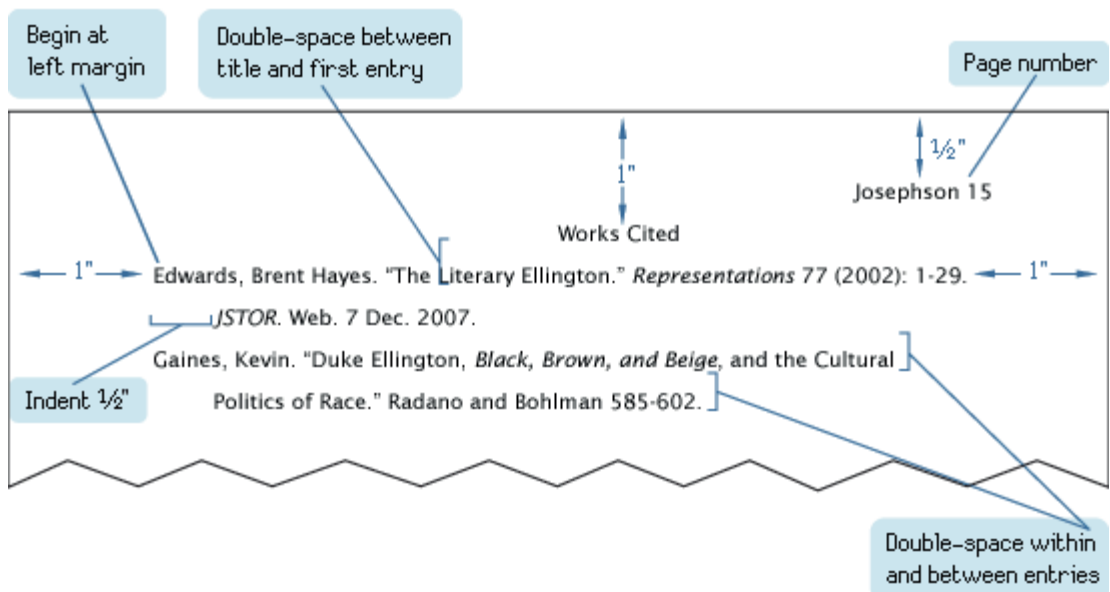 Begin at
left margin
Double-space between
title and first entry
Page number
1"
½"
Josephson 15
Works Cited
1"
Edwards, Brent Hayes. “The Literary Ellington.” Representations 77 (2002): 1-29.
1"
JSTOR. Web. 7 Dec. 2007.
Gaines, Kevin. “Duke Ellington, Black, Brown, and Beige, and the Cultural
Indent ½"
Politics of Race.” Radano and Bohlman 585-602.
Double-space within
and between entries